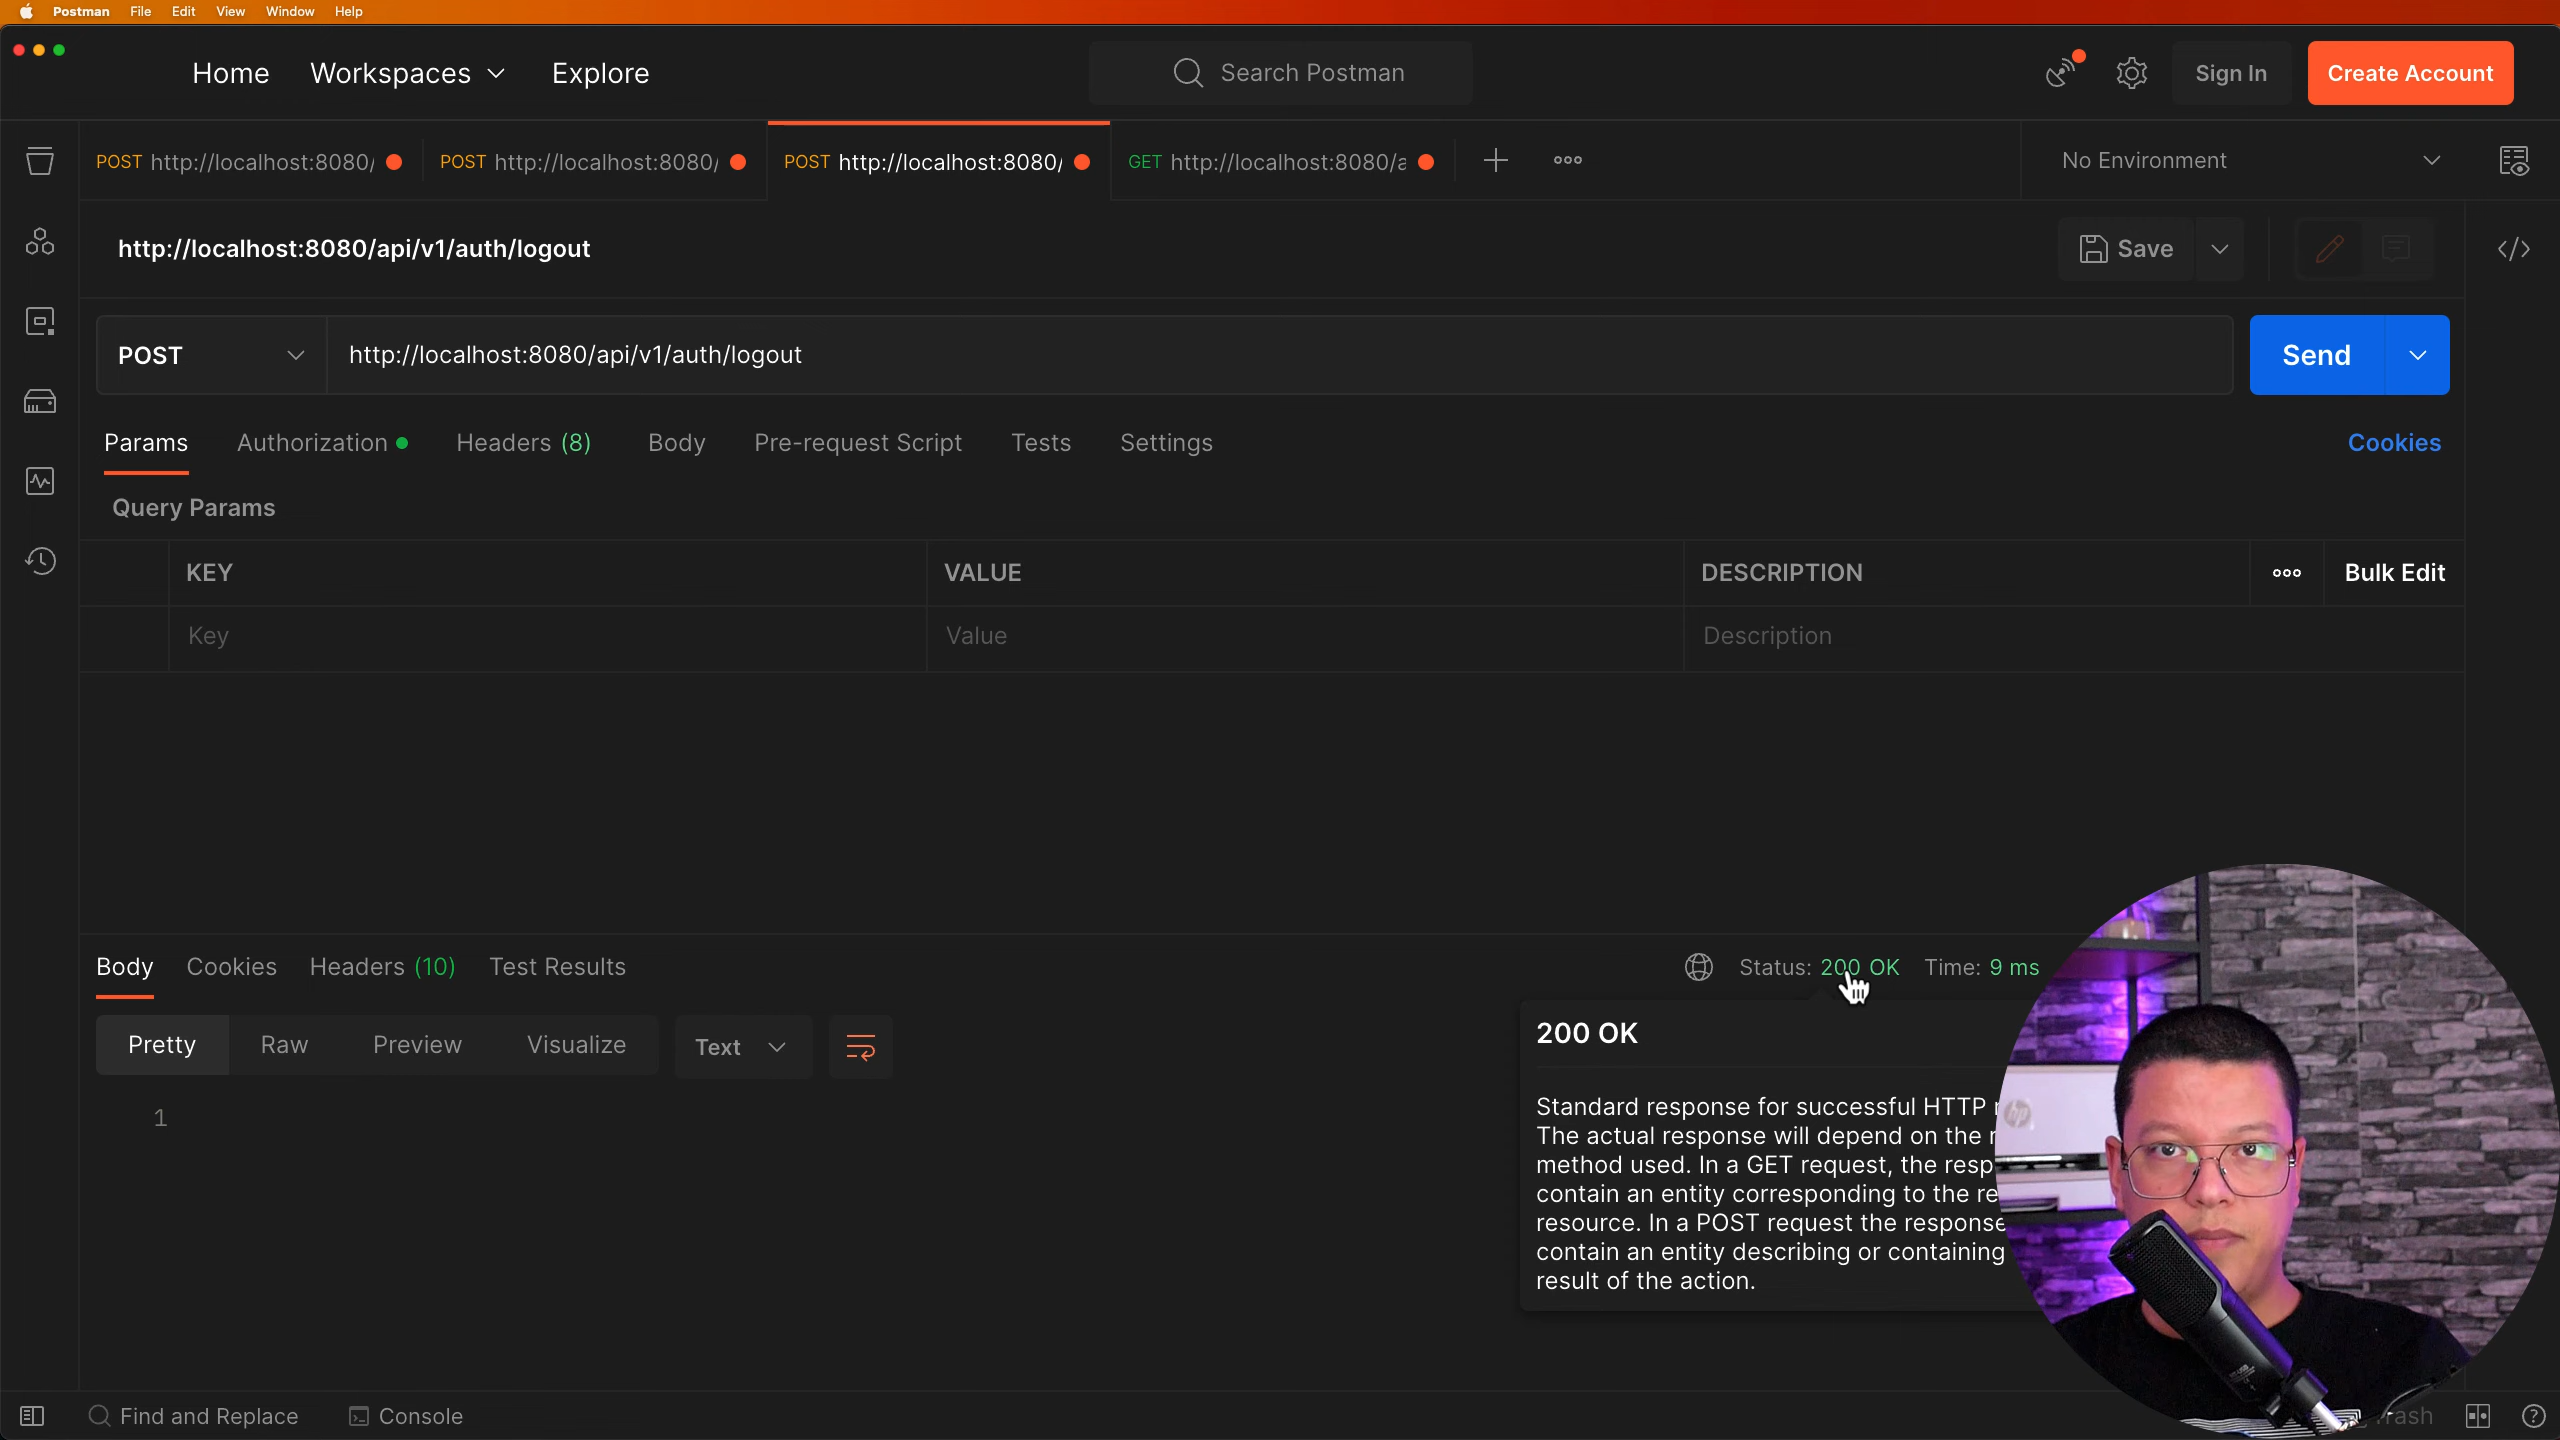 Postman File Edit View Window Help
Home Workspaces Explore
Search Postman
Sign In
Create Account
POST http://localhost:8080/
POST http://localhost:8080/
POST http://localhost:8080/
GET http://localhost:8080/a
No Environment
http://localhost:8080/api/v1/auth/logout
Save
POST
http://localhost:8080/api/v1/auth/logout
Send
Params Authorization Headers (8) Body Pre-request Script Tests Settings
Cookies
Query Params
KEY VALUE DESCRIPTION
Bulk Edit
Key Value Description
Body Cookies Headers (10) Test Results
Status: 200 OK Time: 9 ms
Pretty Raw Preview Visualize
Text
1
200 OK
Standard response for successful HTTP
The actual response will depend on the
method used. In a GET request, the resp
contain an entity corresponding to the re
resource. In a POST request the response
contain an entity describing or containing
result of the action.
hp
Find and Replace
Console